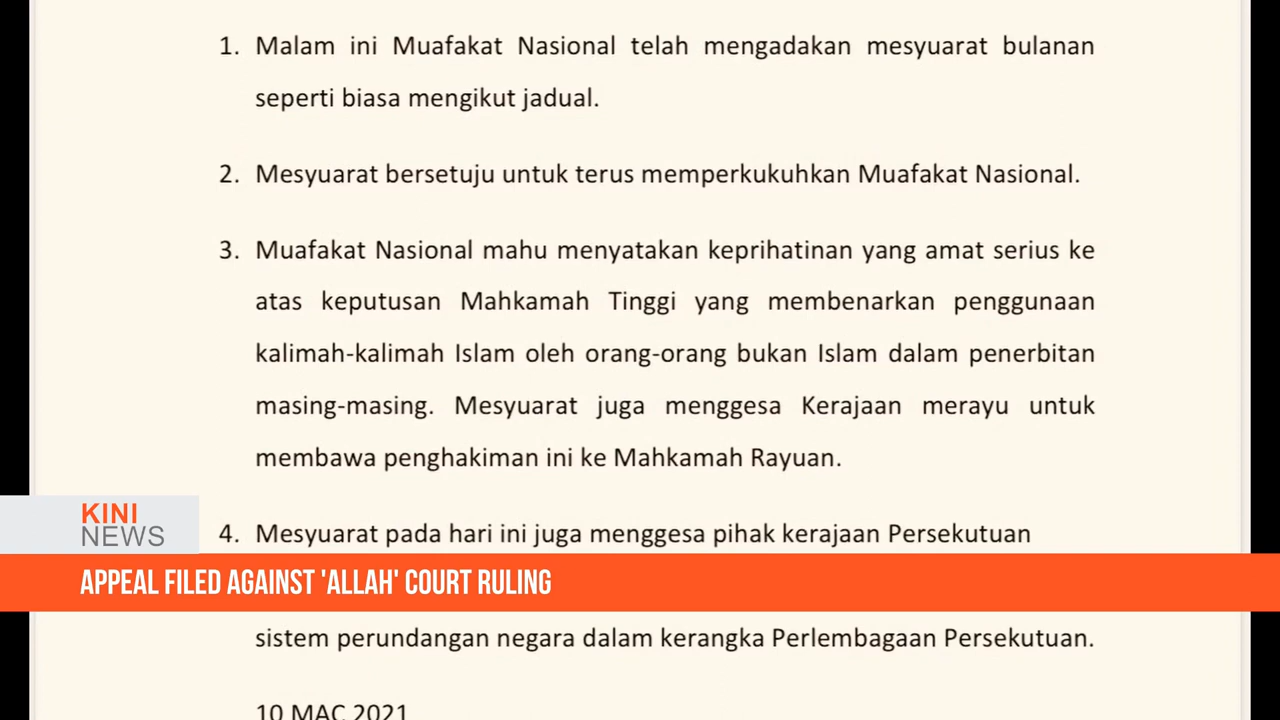 1. Malam ini Muafakat Nasional telah mengadakan mesyuarat bulanan
seperti biasa mengikut jadual.
2. Mesyuarat bersetuju untuk terus memperkukuhkan Muafakat Nasional.
3. Muafakat Nasional mahu menyatakan keprihatinan yang amat serius ke
atas keputusan Mahkamah Tinggi yang membenarkan penggunaan
kalimah-kalimah Islam oleh orang-orang bukan Islam dalam penerbitan
masing-masing. Mesyuarat juga menggesa Kerajaan merayu untuk
membawa penghakiman ini ke Mahkamah Rayuan.
4. Mesyuarat pada hari ini juga menggesa pihak kerajaan Persekutuan
KINI
NEWS
APPEAL FILED AGAINST 'ALLAH' COURT RULING
sistem perundangan negara dalam kerangka Perlembagaan Persekutuan.
10 MAC 2021